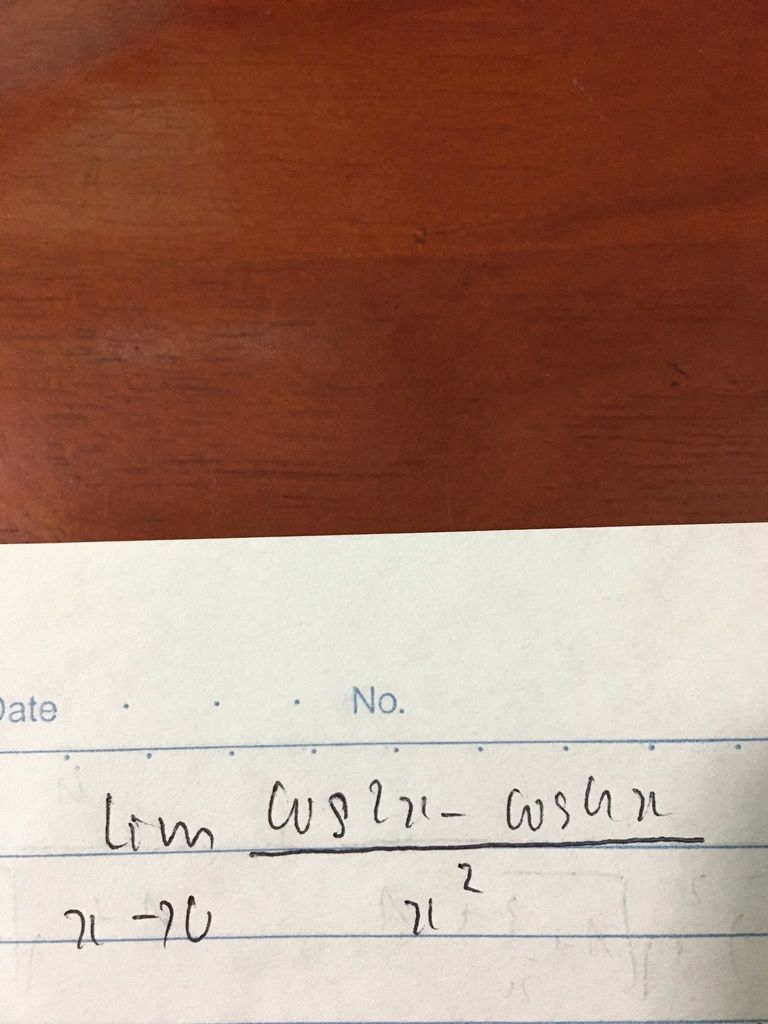 Date . . . No.
lim cos2x - cos4x
x→0 x²